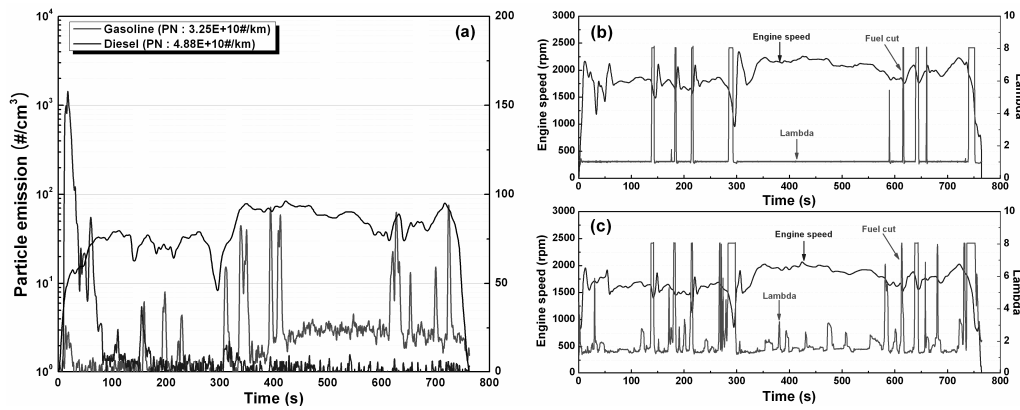 Gasoline (PN : 3.25E+10#/km)
Diesel (PN : 4.88E+10#/km)
(a)
Particle emission (#/cm³)
10⁴
10³
10²
10¹
10⁰
200
150
100
50
0
0 100 200 300 400 500 600 700 800
Time (s)
(b)
Engine speed
Fuel cut
Lambda
Engine speed (rpm)
3000
2500
2000
1500
1000
500
0
10
8
6
4
2
0
Lambda
0 100 200 300 400 500 600 700 800
Time (s)
(c)
Engine speed
Fuel cut
Lambda
Engine speed (rpm)
3000
2500
2000
1500
1000
500
0
10
8
6
4
2
0
Lambda
0 100 200 300 400 500 600 700 800
Time (s)